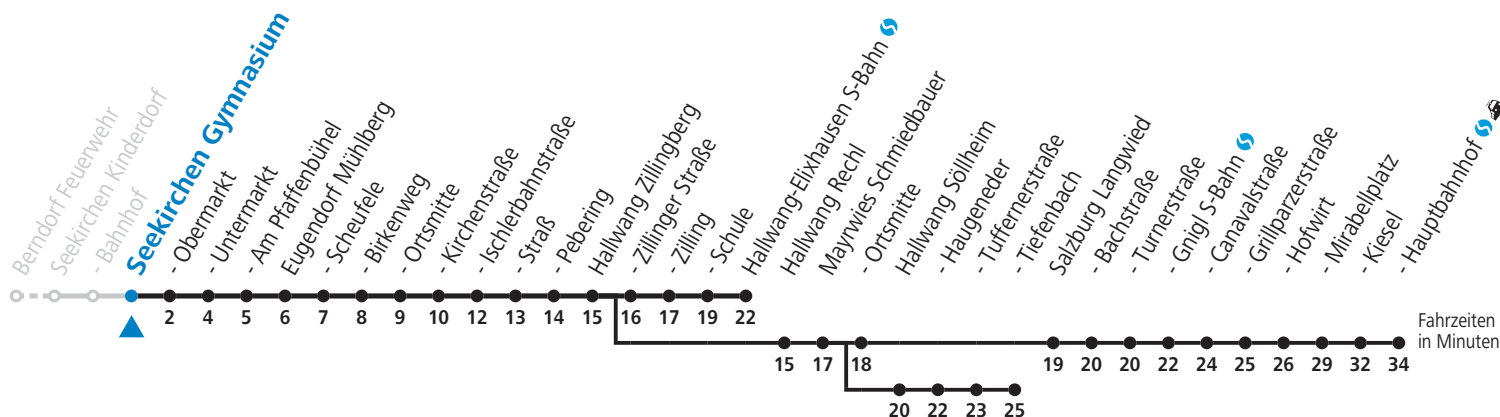 Berndorf Feuerwehr
Seekirchen Kinderdorf
- Bahnhof
Seekirchen Gymnasium
- Obermarkt
- Untermarkt
- Am Pfaffenbühel
Eugendorf Mühlberg
- Scheufele
- Birkenweg
- Ortsmitte
- Kirchenstraße
- Ischlerbahnstraße
- Straß
- Pebering
Hallwang Zillingberg
- Zillinger Straße
- Zilling
- Schule
Hallwang-Elixhausen S-Bahn
Hallwang Rechl
Mayrwies Schmiedbauer
- Ortsmitte
Hallwang Söllheim
- Haugeneder
- Tuffernerstraße
- Tiefenbach
Salzburg Langwied
- Bachstraße
- Turnerstraße
- Gnigl S-Bahn
- Canavalstraße
- Grillparzerstraße
- Hofwirt
- Mirabellplatz
- Kiesel
- Hauptbahnhof
2 4 5 6 7 8 9 10 12 13 14 15 16 17 19 22
Fahrzeiten
in Minuten
15 17 18 19 20 20 22 24 25 26 29 32 34
20 22 23 25